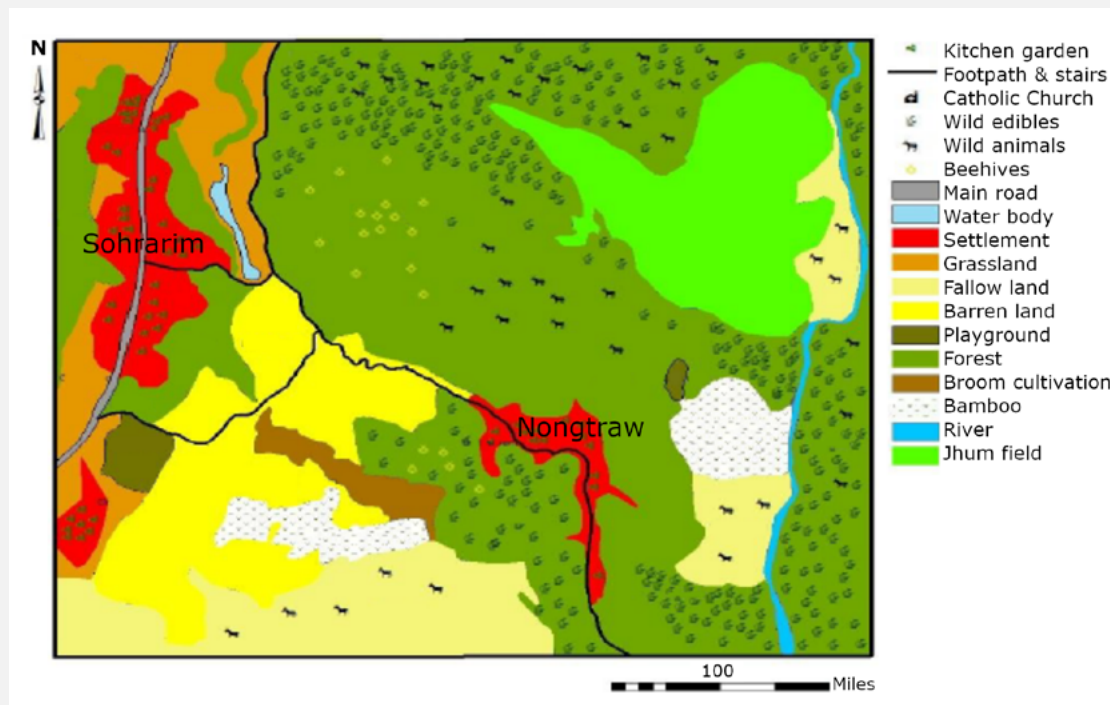 N
Sohrarim
Nongtraw
Kitchen garden
Footpath & stairs
Catholic Church
Wild edibles
Wild animals
Beehives
Main road
Water body
Settlement
Grassland
Fallow land
Barren land
Playground
Forest
Broom cultivation
Bamboo
River
Jhum field
100
Miles